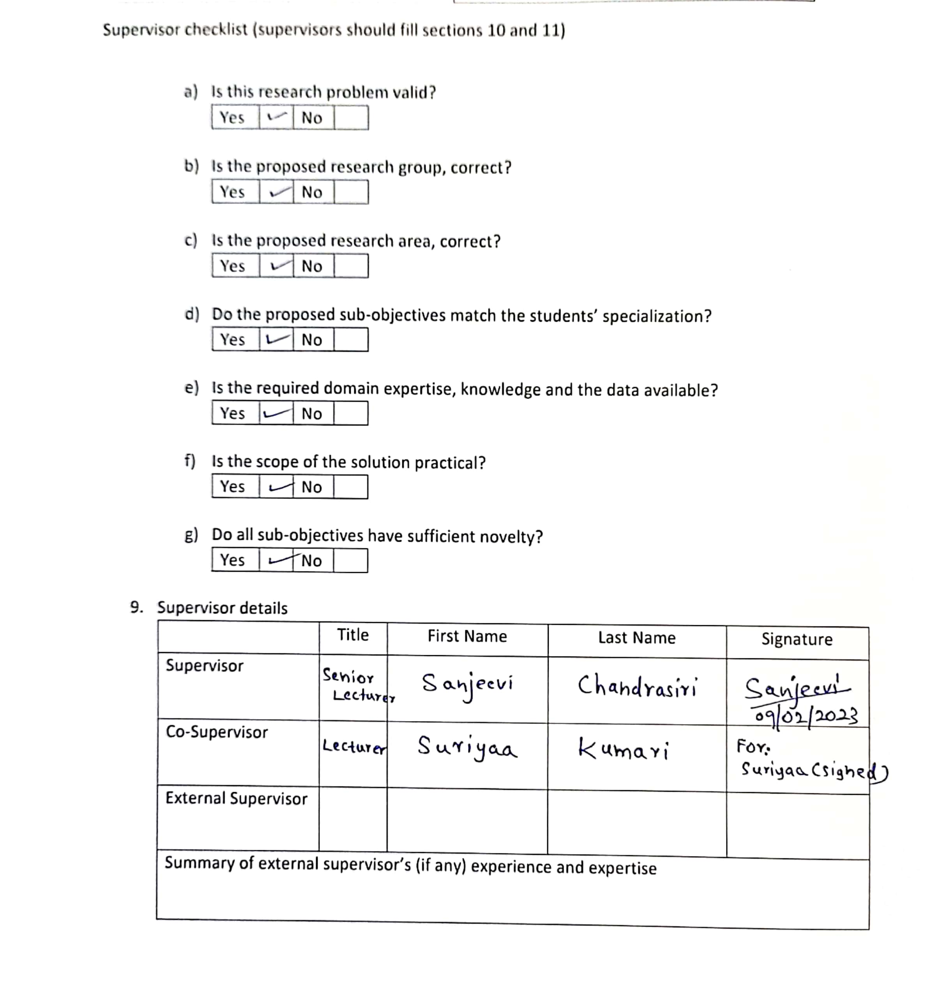 Supervisor checklist (supervisors should fill sections 10 and 11)
a) Is this research problem valid?
Yes ✓ No
b) Is the proposed research group, correct?
Yes ✓ No
c) Is the proposed research area, correct?
Yes ✓ No
d) Do the proposed sub-objectives match the students' specialization?
Yes ✓ No
e) Is the required domain expertise, knowledge and the data available?
Yes ✓ No
f) Is the scope of the solution practical?
Yes ✓ No
g) Do all sub-objectives have sufficient novelty?
Yes ✓ No
9. Supervisor details
Title First Name Last Name Signature
Supervisor Senior Lecturer Sanjeevi Chandrasiri Sanjeevi 09/02/2023
Co-Supervisor Lecturer Suriyaa Kumari For: Suriyaa (signed)
External Supervisor
Summary of external supervisor's (if any) experience and expertise